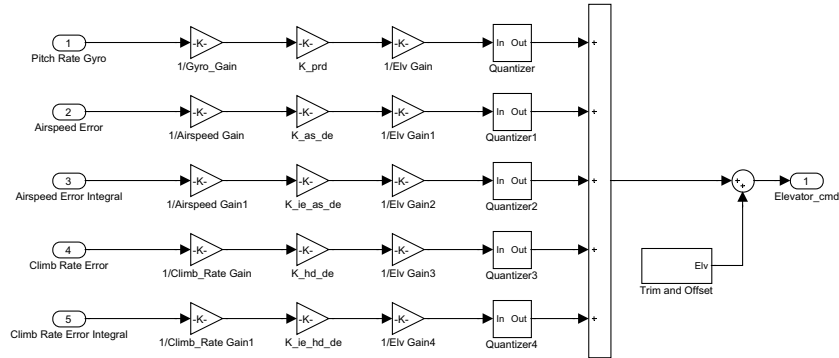 1 -K- -K- -K- In Out +
Pitch Rate Gyro 1/Gyro_Gain K_prd 1/Elv Gain Quantizer
2 -K- -K- -K- In Out +
Airspeed Error 1/Airspeed Gain K_as_de 1/Elv Gain1 Quantizer1
3 -K- -K- -K- In Out + + + 1
Airspeed Error Integral 1/Airspeed Gain1 K_ie_as_de 1/Elv Gain2 Quantizer2 Elevator_cmd
4 -K- -K- -K- In Out +
Climb Rate Error 1/Climb_Rate Gain K_hd_de 1/Elv Gain3 Quantizer3
Elv
Trim and Offset
5 -K- -K- -K- In Out +
Climb Rate Error Integral 1/Climb_Rate Gain1 K_ie_hd_de 1/Elv Gain4 Quantizer4